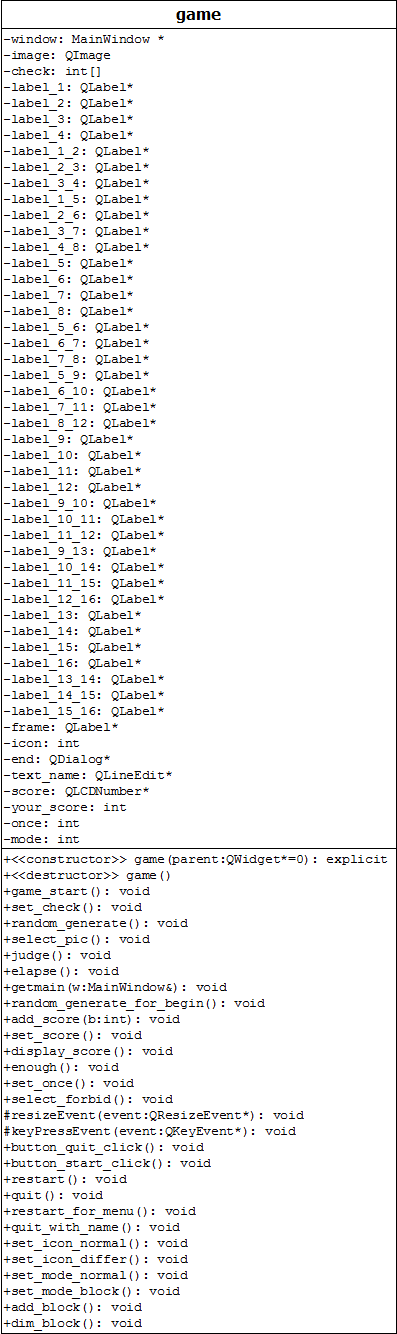 game
-window: MainWindow *
-image: QImage
-check: int[]
-label_1: QLabel*
-label_2: QLabel*
-label_3: QLabel*
-label_4: QLabel*
-label_1_2: QLabel*
-label_2_3: QLabel*
-label_3_4: QLabel*
-label_1_5: QLabel*
-label_2_6: QLabel*
-label_3_7: QLabel*
-label_4_8: QLabel*
-label_5: QLabel*
-label_6: QLabel*
-label_7: QLabel*
-label_8: QLabel*
-label_5_6: QLabel*
-label_6_7: QLabel*
-label_7_8: QLabel*
-label_5_9: QLabel*
-label_6_10: QLabel*
-label_7_11: QLabel*
-label_8_12: QLabel*
-label_9: QLabel*
-label_10: QLabel*
-label_11: QLabel*
-label_12: QLabel*
-label_9_10: QLabel*
-label_10_11: QLabel*
-label_11_12: QLabel*
-label_9_13: QLabel*
-label_10_14: QLabel*
-label_11_15: QLabel*
-label_12_16: QLabel*
-label_13: QLabel*
-label_14: QLabel*
-label_15: QLabel*
-label_16: QLabel*
-label_13_14: QLabel*
-label_14_15: QLabel*
-label_15_16: QLabel*
-frame: QLabel*
-icon: int
-end: QDialog*
-text_name: QLineEdit*
-score: QLCDNumber*
-your_score: int
-once: int
-mode: int
+<<constructor>> game(parent:QWidget*=0): explicit
+<<destructor>> game()
+game_start(): void
+set_check(): void
+random_generate(): void
+select_pic(): void
+judge(): void
+elapse(): void
+getmain(w:MainWindow&): void
+random_generate_for_begin(): void
+add_score(b:int): void
+set_score(): void
+display_score(): void
+enough(): void
+set_once(): void
+select_forbid(): void
#resizeEvent(event:QResizeEvent*): void
#keyPressEvent(event:QKeyEvent*): void
+button_quit_click(): void
+button_start_click(): void
+restart(): void
+quit(): void
+restart_for_menu(): void
+quit_with_name(): void
+set_icon_normal(): void
+set_icon_differ(): void
+set_mode_normal(): void
+set_mode_block(): void
+add_block(): void
+dim_block(): void